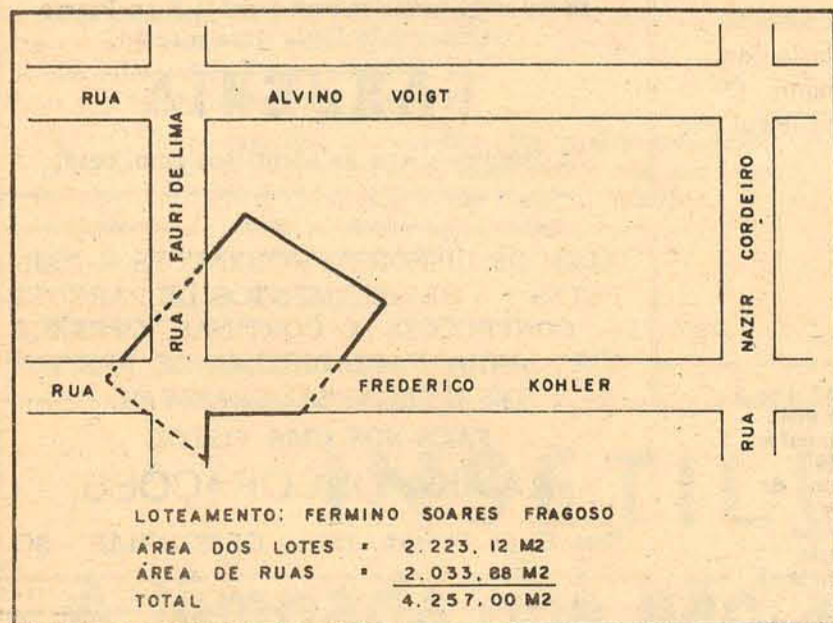 RUA ALVINO VOIGT
RUA FAURI DE LIMA
RUA NAZIR CORDEIRO
RUA FREDERICO KOHLER
LOTEAMENTO: FERMINO SOARES FRAGOSO
ÁREA DOS LOTES = 2.223,12 M2
ÁREA DE RUAS = 2.033,88 M2
TOTAL 4.257,00 M2